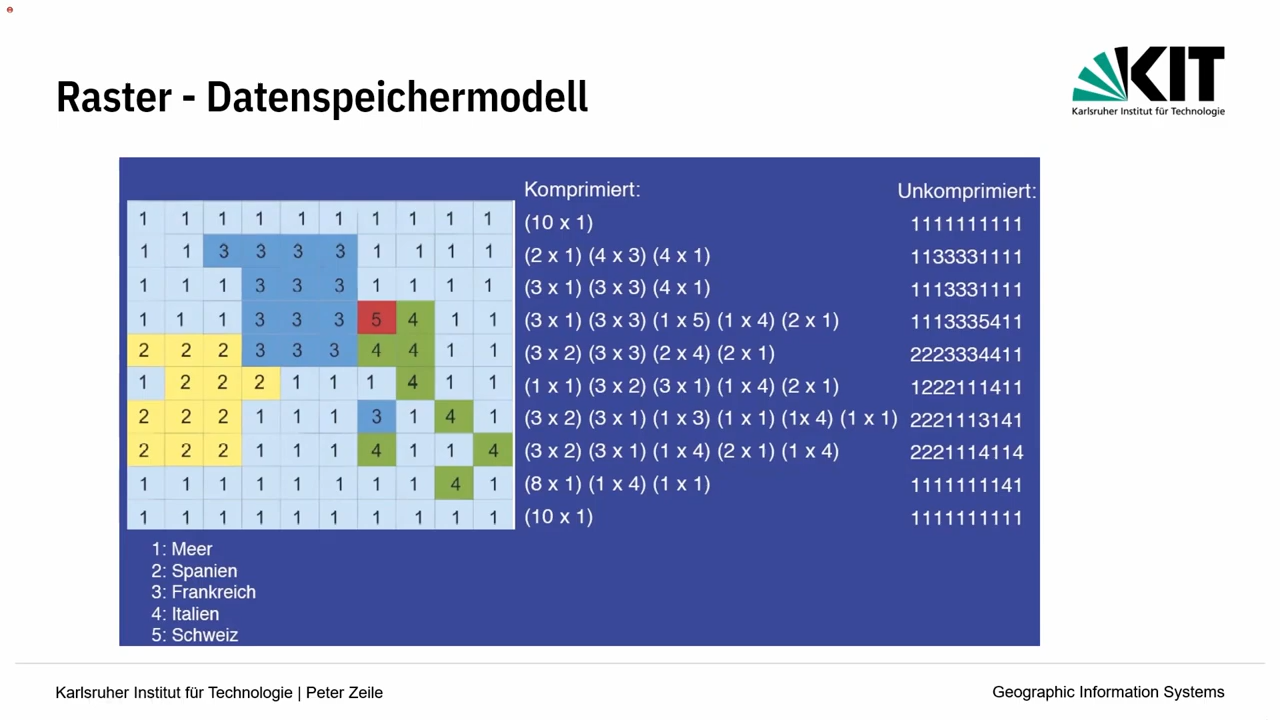 KIT
Karlsruher Institut für Technologie
Raster - Datenspeichermodell
Komprimiert: Unkomprimiert:
1 1 1 1 1 1 1 1 1 1 (10 x 1) 1111111111
1 1 3 3 3 3 1 1 1 1 (2 x 1) (4 x 3) (4 x 1) 1133331111
1 1 1 3 3 3 1 1 1 1 (3 x 1) (3 x 3) (4 x 1) 1113331111
1 1 1 3 3 3 5 4 1 1 (3 x 1) (3 x 3) (1 x 5) (1 x 4) (2 x 1) 1113335411
2 2 2 3 3 3 4 4 1 1 (3 x 2) (3 x 3) (2 x 4) (2 x 1) 2223334411
1 2 2 2 1 1 1 4 1 1 (1 x 1) (3 x 2) (3 x 1) (1 x 4) (2 x 1) 1222111411
2 2 2 1 1 1 3 1 4 1 (3 x 2) (3 x 1) (1 x 3) (1 x 1) (1x 4) (1 x 1) 2221113141
2 2 2 1 1 1 4 1 1 4 (3 x 2) (3 x 1) (1 x 4) (2 x 1) (1 x 4) 2221114114
1 1 1 1 1 1 1 1 4 1 (8 x 1) (1 x 4) (1 x 1) 1111111141
1 1 1 1 1 1 1 1 1 1 (10 x 1) 1111111111
1: Meer
2: Spanien
3: Frankreich
4: Italien
5: Schweiz
Karlsruher Institut für Technologie | Peter Zeile Geographic Information Systems